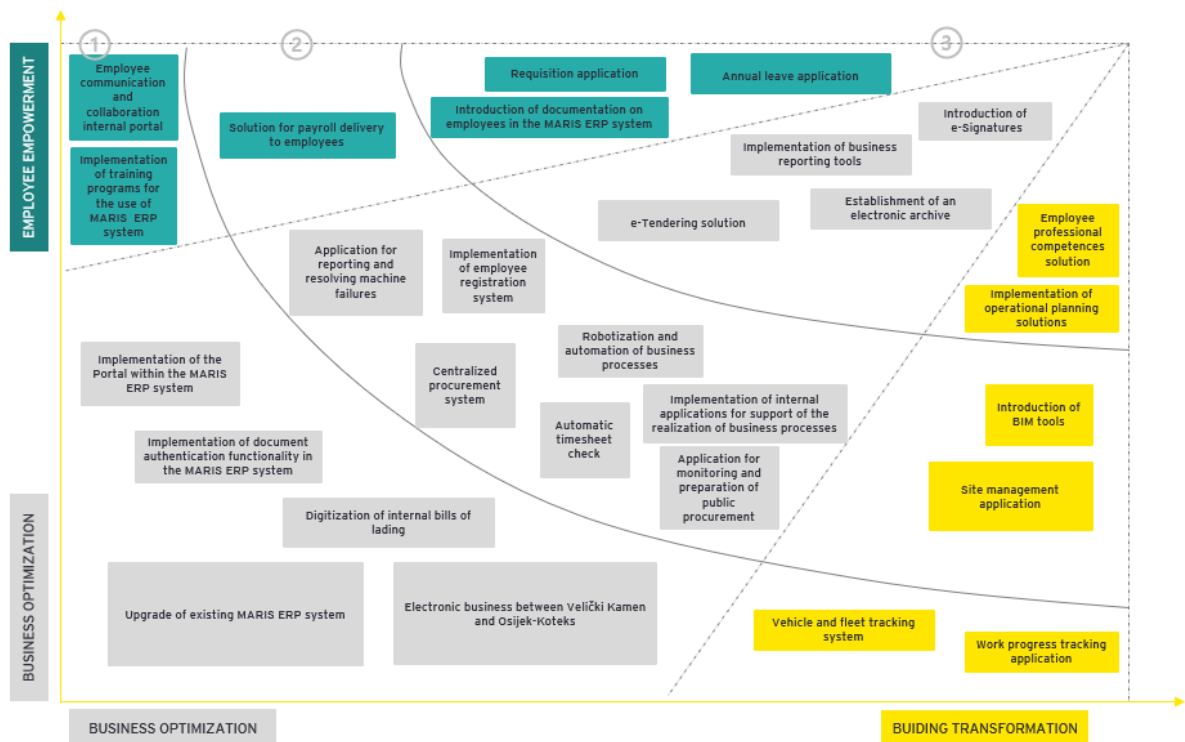 1
2
3
EMPLOYEE EMPOWERMENT
Employee
communication
and
collaboration
internal portal
Implementation
of training
programs for
the use of
MARIS ERP
system
Solution for payroll delivery
to employees
Requisition application
Introduction of documentation on
employees in the MARIS ERP system
Annual leave application
Introduction of
e-Signatures
Implementation of business
reporting tools
Establishment of an
electronic archive
e-Tendering solution
Employee
professional
competences
solution
Implementation of
operational planning
solutions
Application for
reporting and
resolving machine
failures
Implementation
of employee
registration
system
Robotization and
automation of business
processes
Implementation of the
Portal within the MARIS
ERP system
Centralized
procurement
system
Implementation of internal
applications for support of the
realization of business processes
Introduction of
BIM tools
Automatic
timesheet
check
Implementation of document
authentication functionality in
the MARIS ERP system
Application for
monitoring and
preparation of
public
procurement
Site management
application
Digitization of internal bills of
lading
BUSINESS OPTIMIZATION
Upgrade of existing MARIS ERP system
Electronic business between Velički Kamen
and Osijek-Koteks
Vehicle and fleet tracking
system
Work progress tracking
application
BUSINESS OPTIMIZATION
BUIDING TRANSFORMATION